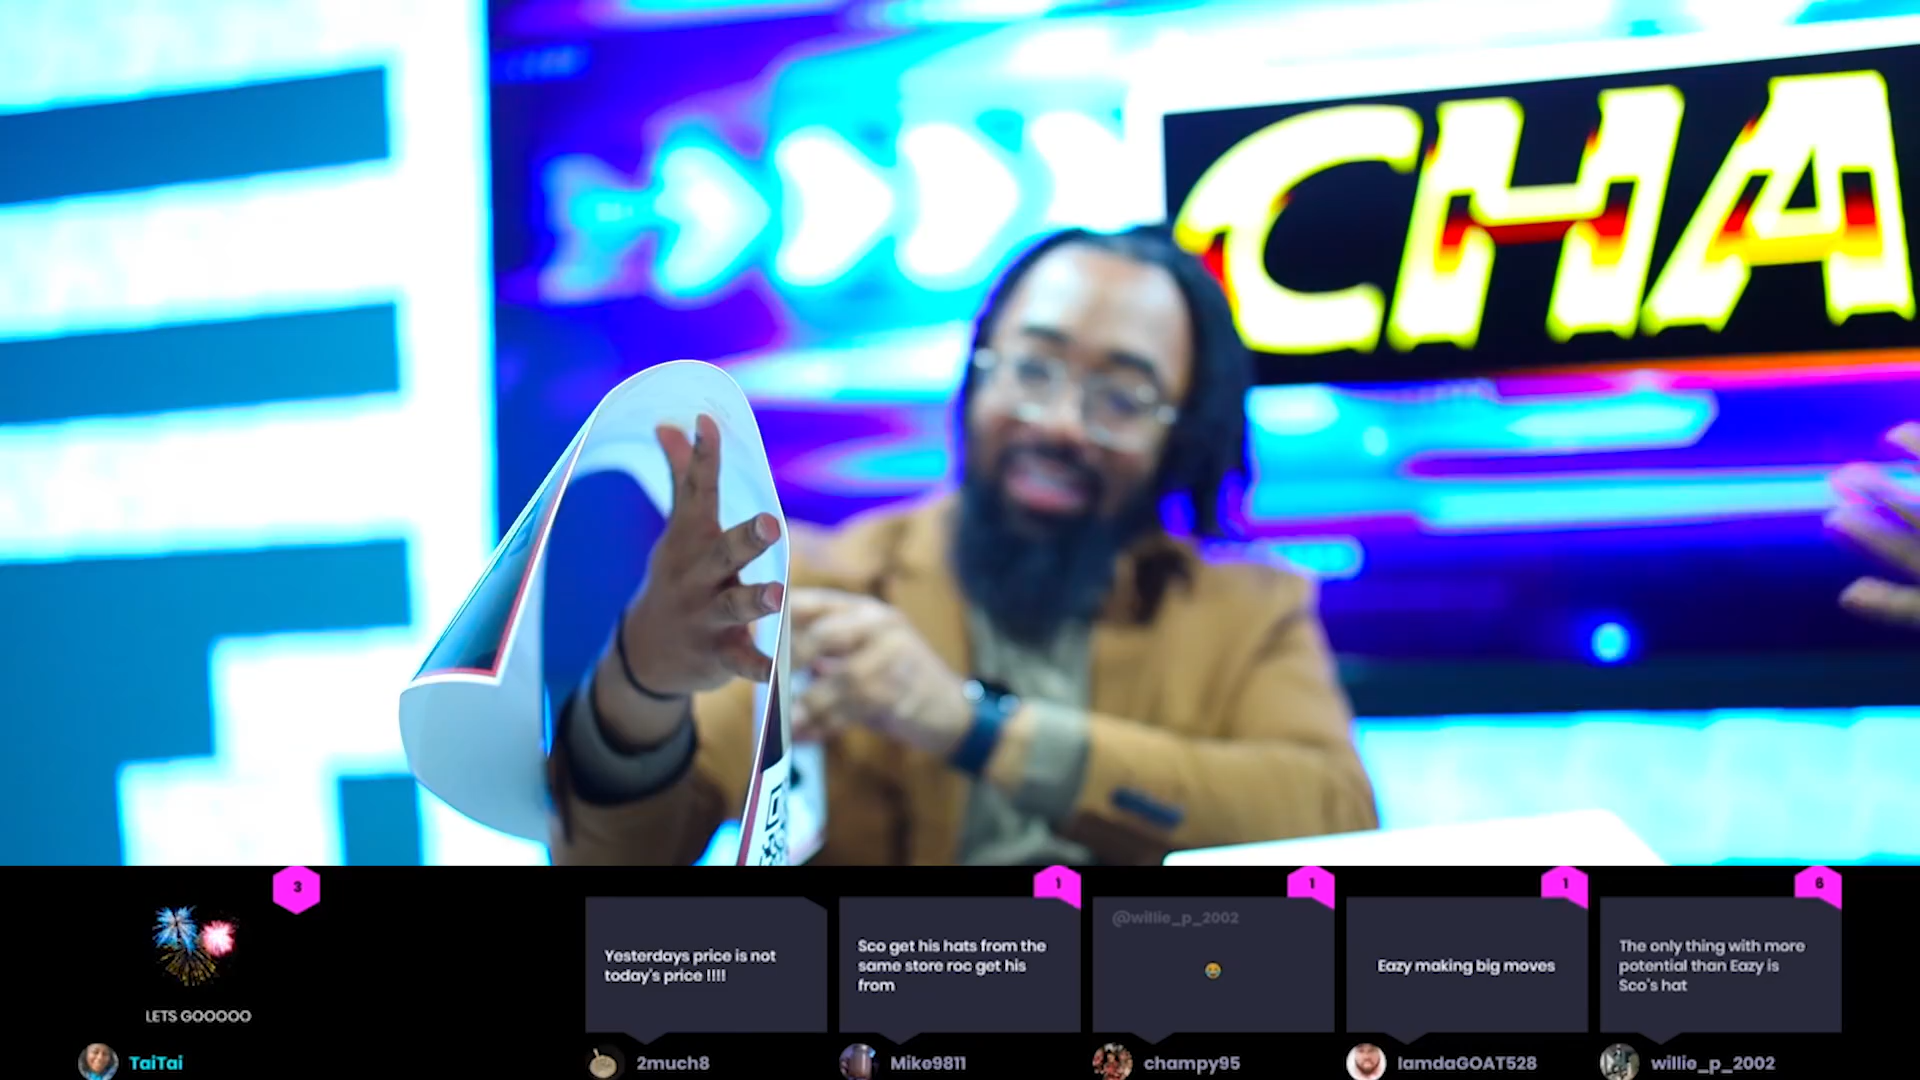 CHA
3
LETS GOOOOO
TaiTai
Yesterdays price is not
today's price !!!!
2much8
1
Sco get his hats from the
same store roc get his
from
Mike9811
1
@willie_p_2002
😂
champy95
1
Eazy making big moves
IamdaGOAT528
6
The only thing with more
potential than Eazy is
Sco's hat
willie_p_2002